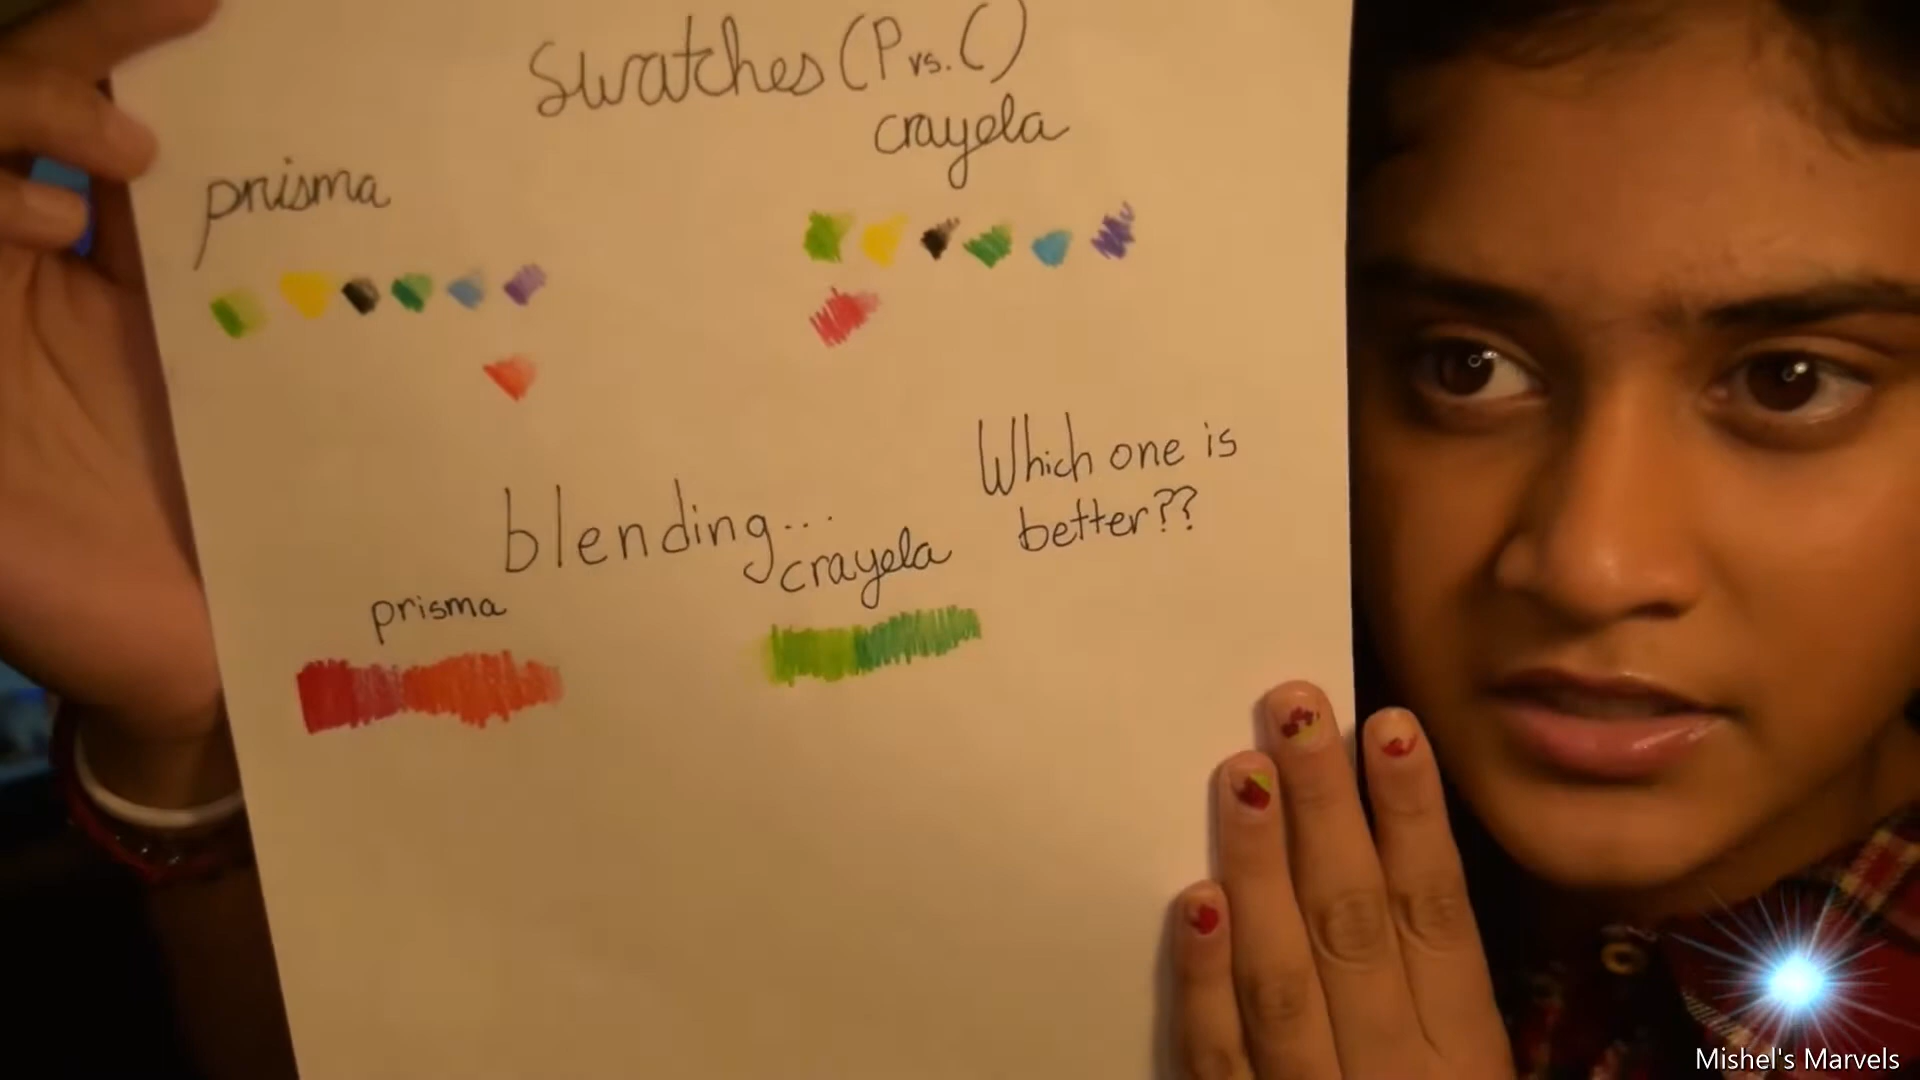 Swatches (P vs. C)
prisma
crayola
blending...
Which one is
better??
prisma
crayola
Mishel's Marvels